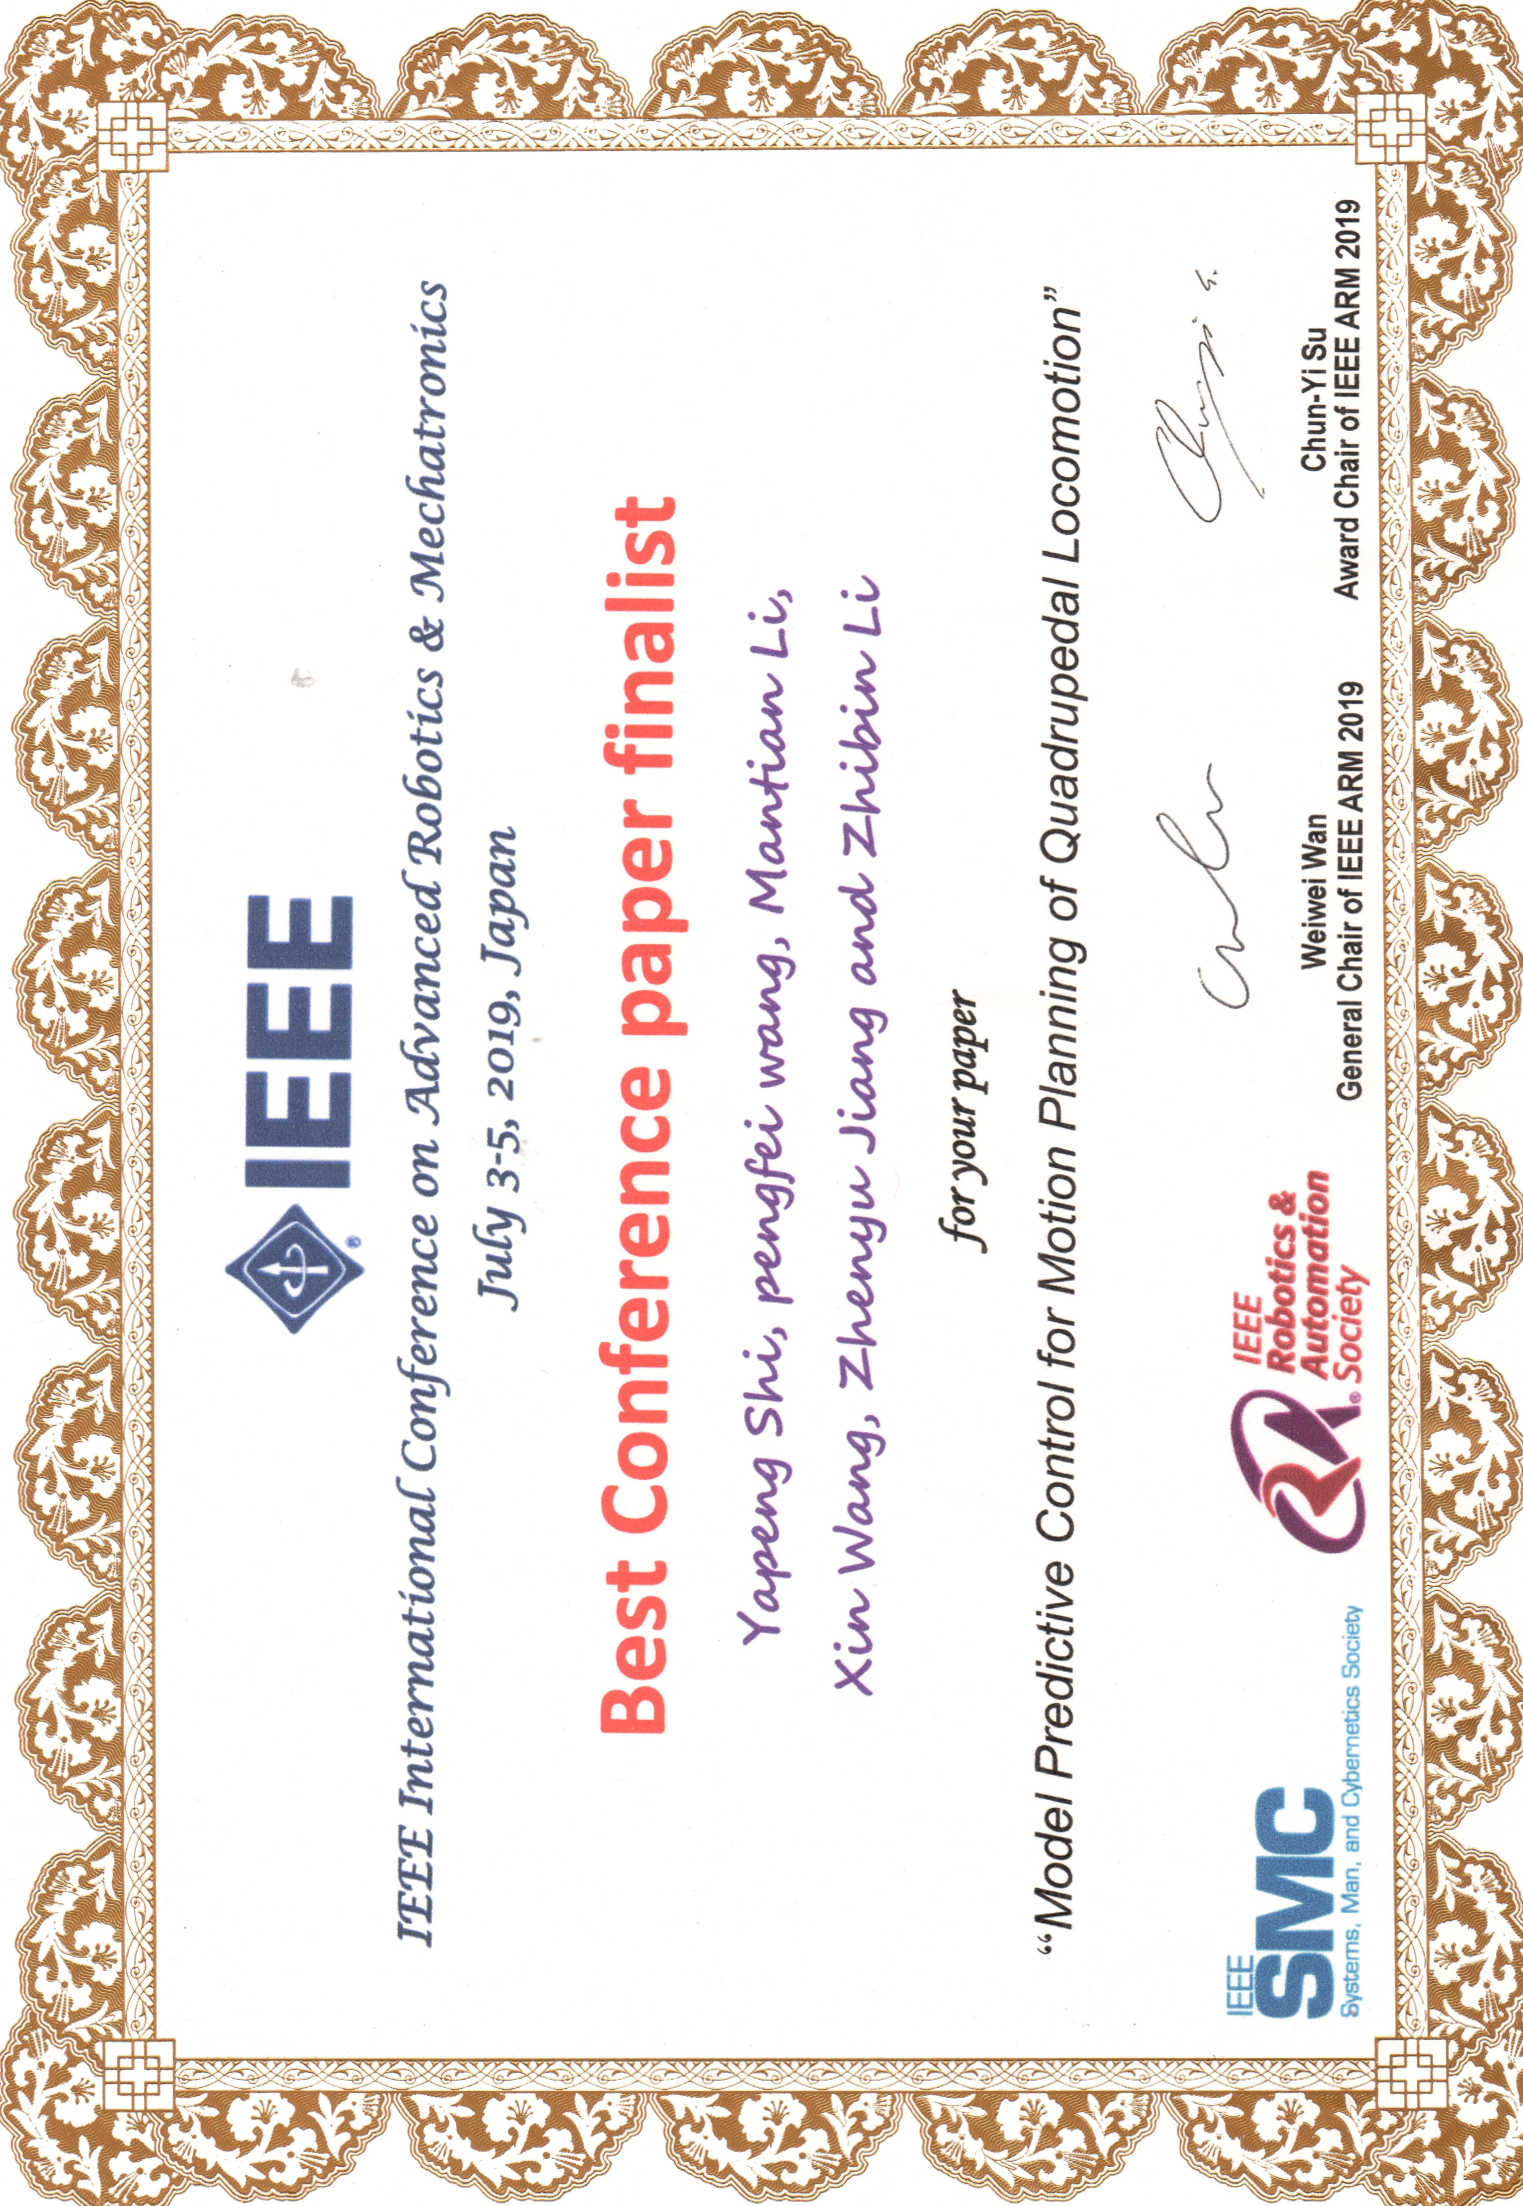 IEEE
IEEE International Conference on Advanced Robotics & Mechatronics
July 3-5, 2019, Japan
Best Conference paper finalist
Yapeng Shi, pengfei wang, Mantian Li,
Xin Wang, Zhenyu Jiang and Zhibin Li
for your paper
“Model Predictive Control for Motion Planning of Quadrupedal Locomotion”
IEEE
SMC
Systems, Man, and Cybernetics Society
RA
IEEE
Robotics &
Automation
Society
Weiwei Wan
General Chair of IEEE ARM 2019
Chun-Yi Su
Award Chair of IEEE ARM 2019